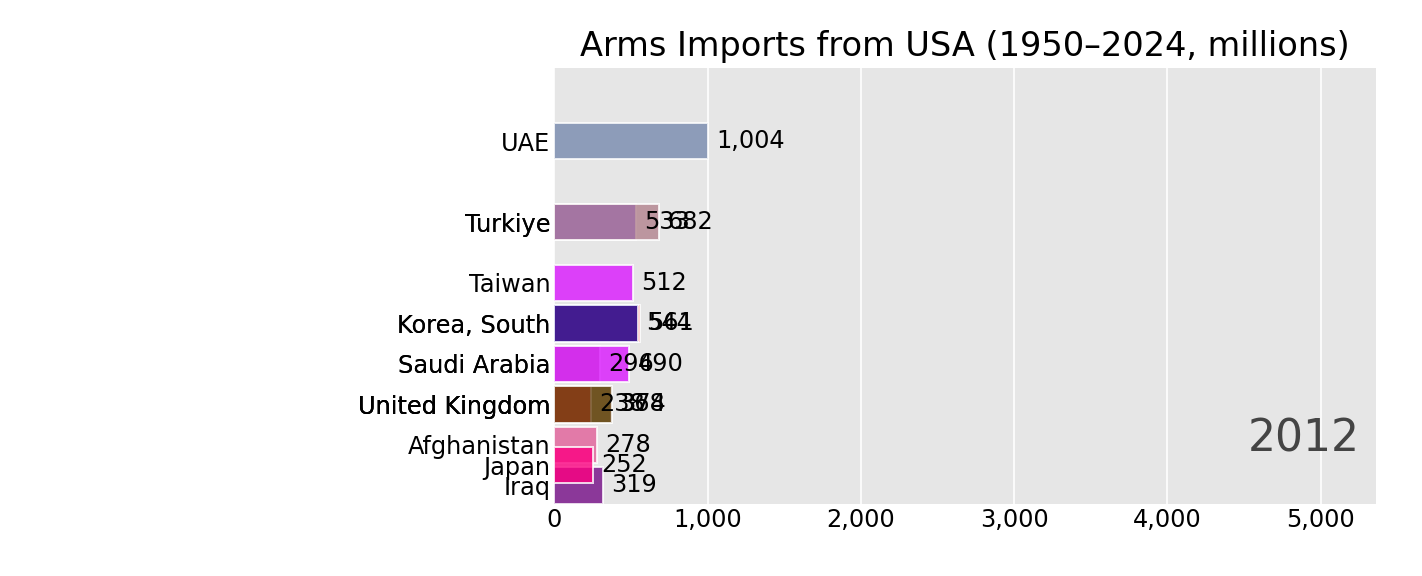 Arms Imports from USA (1950–2024, millions)
UAE 1,004
Turkiye 533 682
Taiwan 512
Korea, South
Saudi Arabia 490
United Kingdom
Afghanistan 278
Japan 252
Iraq 319
2012
0 1,000 2,000 3,000 4,000 5,000